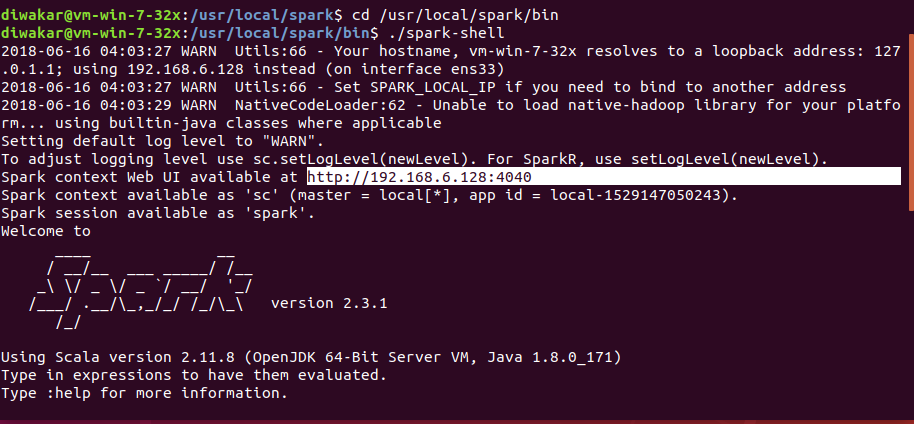 diwakar@vm-win-7-32x:/usr/local/spark$ cd /usr/local/spark/bin
diwakar@vm-win-7-32x:/usr/local/spark/bin$ ./spark-shell
2018-06-16 04:03:27 WARN  Utils:66 - Your hostname, vm-win-7-32x resolves to a loopback address: 127
.0.1.1; using 192.168.6.128 instead (on interface ens33)
2018-06-16 04:03:27 WARN  Utils:66 - Set SPARK_LOCAL_IP if you need to bind to another address
2018-06-16 04:03:29 WARN  NativeCodeLoader:62 - Unable to load native-hadoop library for your platfo
rm... using builtin-java classes where applicable
Setting default log level to "WARN".
To adjust logging level use sc.setLogLevel(newLevel). For SparkR, use setLogLevel(newLevel).
Spark context Web UI available at http://192.168.6.128:4040
Spark context available as 'sc' (master = local[*], app id = local-1529147050243).
Spark session available as 'spark'.
Welcome to
      ____              __
     / __/__  ___ _____/ /__
    _\ \/ _ \/ _ `/ __/  '_/
   /___/ .__/\_,_/_/ /_/\_\   version 2.3.1
      /_/
Using Scala version 2.11.8 (OpenJDK 64-Bit Server VM, Java 1.8.0_171)
Type in expressions to have them evaluated.
Type :help for more information.